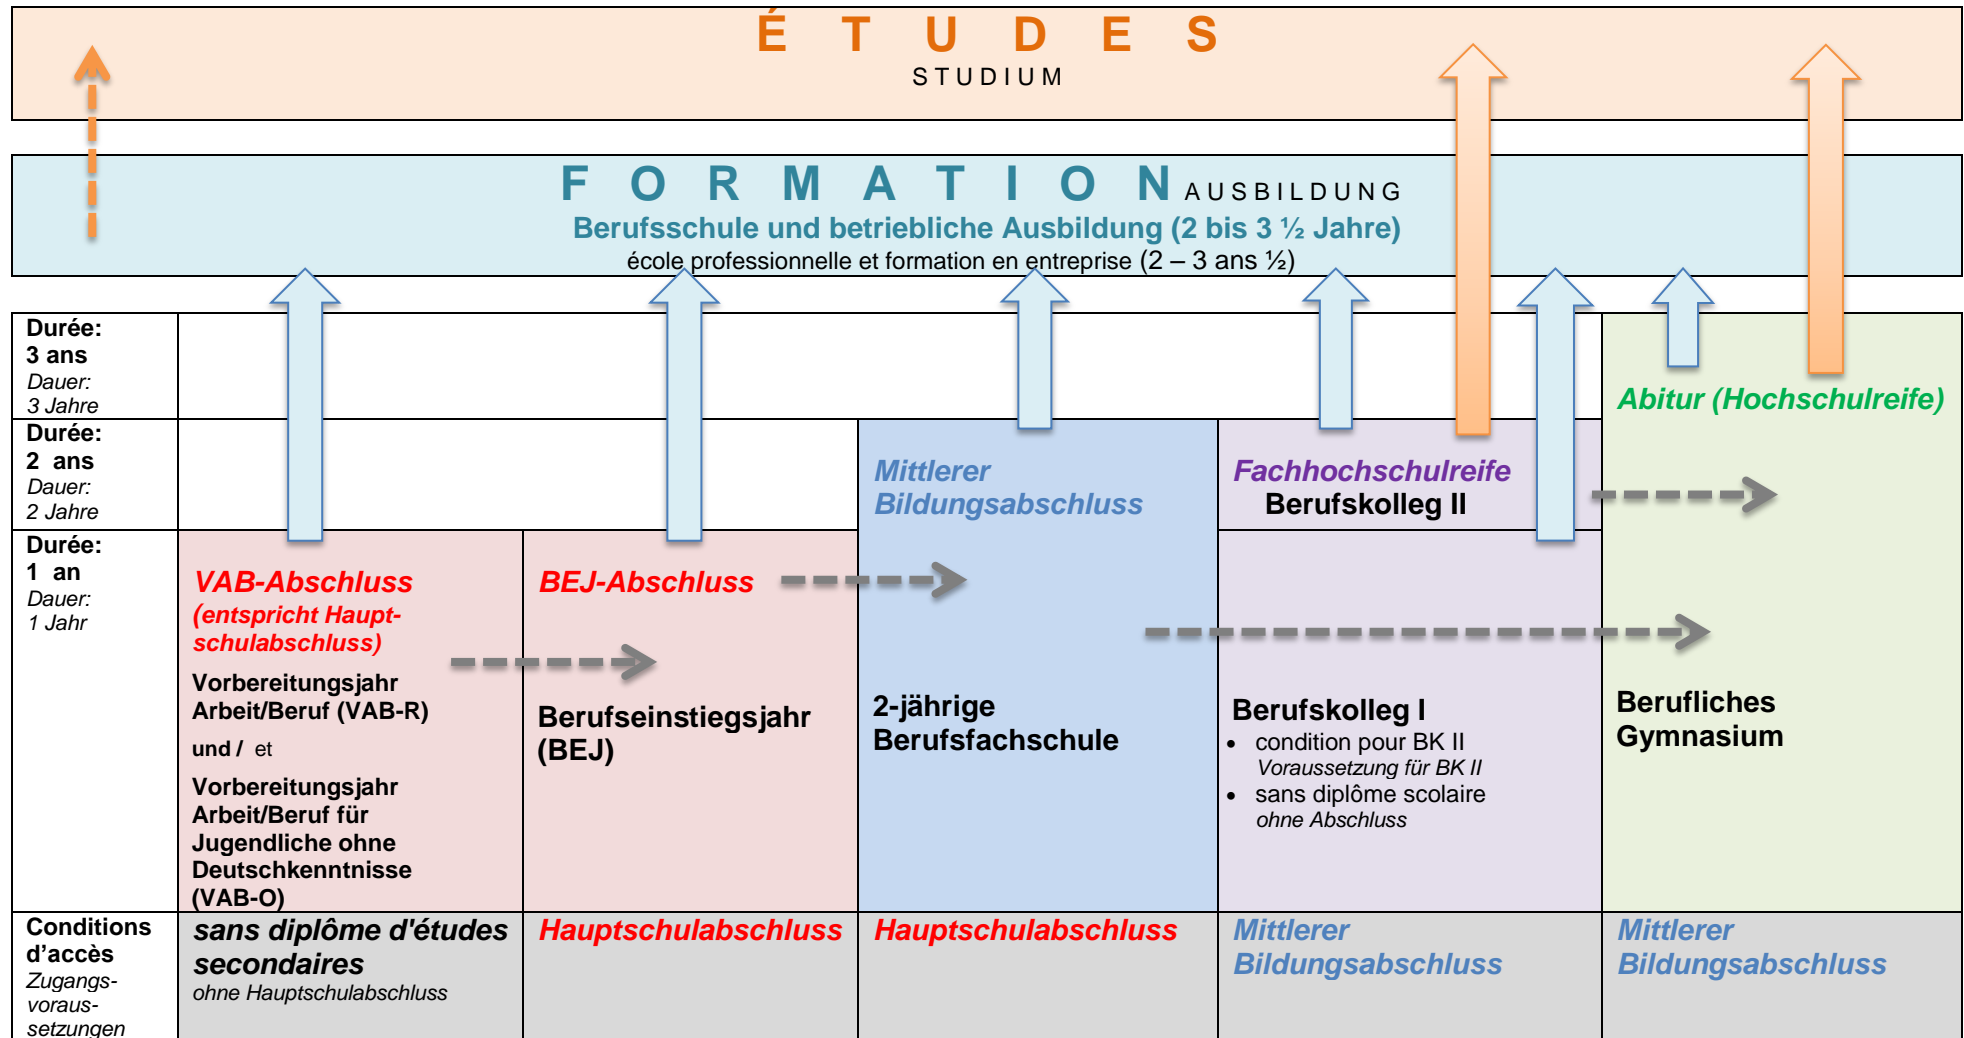 É T U D E S
STUDIUM
F O R M A T I O N AUSBILDUNG
Berufsschule und betriebliche Ausbildung (2 bis 3 ½ Jahre)
école professionnelle et formation en entreprise (2 – 3 ans ½)
Durée:
3 ans
Dauer:
3 Jahre
Abitur (Hochschulreife)
Durée:
2 ans
Dauer:
2 Jahre
Mittlerer
Bildungsabschluss
Fachhochschulreife
Berufskolleg II
Durée:
1 an
Dauer:
1 Jahr
VAB-Abschluss
(entspricht Haupt-
schulabschluss)
Vorbereitungsjahr
Arbeit/Beruf (VAB-R)
und / et
Vorbereitungsjahr
Arbeit/Beruf für
Jugendliche ohne
Deutschkenntnisse
(VAB-O)
BEJ-Abschluss
Berufseinstiegsjahr
(BEJ)
2-jährige
Berufsfachschule
Berufskolleg I
• condition pour BK II
Voraussetzung für BK II
• sans diplôme scolaire
ohne Abschluss
Berufliches
Gymnasium
Conditions
d'accès
Zugangs-
voraus-
setzungen
sans diplôme d'études
secondaires
ohne Hauptschulabschluss
Hauptschulabschluss
Hauptschulabschluss
Mittlerer
Bildungsabschluss
Mittlerer
Bildungsabschluss